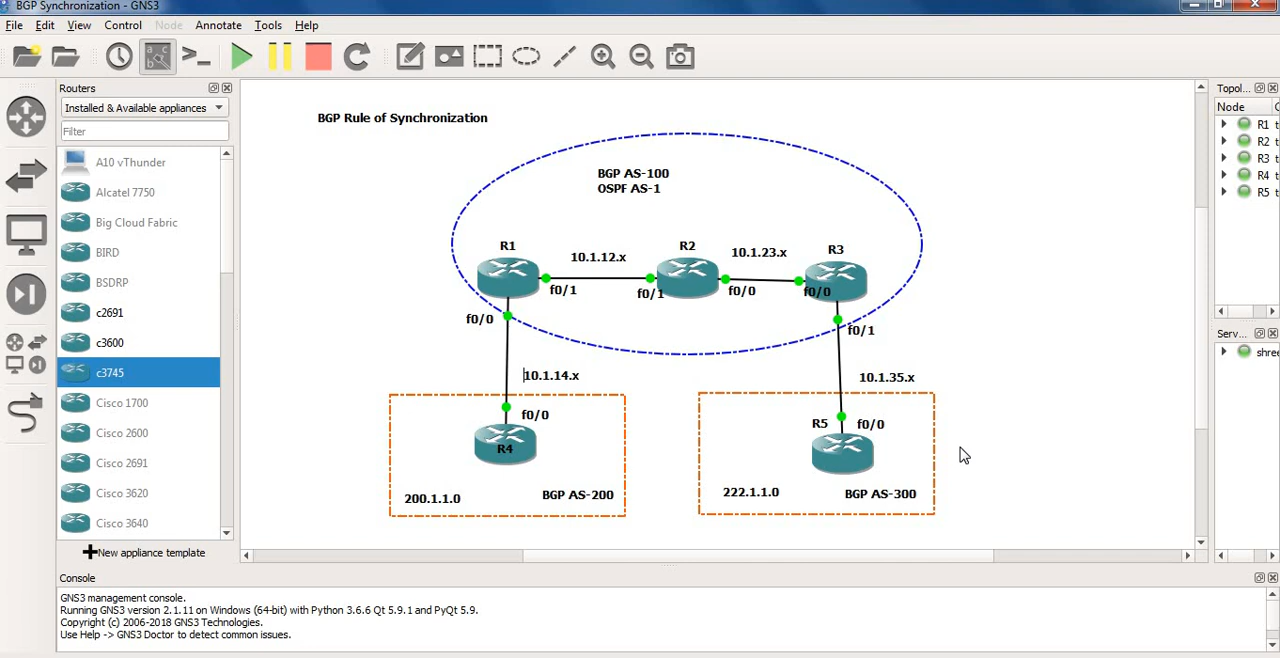 BGP Synchronization - GNS3
File Edit View Control Node Annotate Tools Help
Routers
Installed & Available appliances
Filter
A10 vThunder
Alcatel 7750
Big Cloud Fabric
BIRD
BSDRP
c2691
c3600
c3745
Cisco 1700
Cisco 2600
Cisco 2691
Cisco 3620
Cisco 3640
New appliance template
BGP Rule of Synchronization
BGP AS-100
OSPF AS-1
R1 10.1.12.x R2 10.1.23.x R3
f0/1 f0/1 f0/0 f0/0
f0/0 f0/1
10.1.14.x 10.1.35.x
f0/0 R5 f0/0
R4
200.1.1.0 BGP AS-200 222.1.1.0 BGP AS-300
Topol...
Node
R1 t
R2 t
R3 t
R4 t
R5 t
Serv...
shree
Console
GNS3 management console.
Running GNS3 version 2.1.11 on Windows (64-bit) with Python 3.6.6 Qt 5.9.1 and PyQt 5.9.
Copyright (c) 2006-2018 GNS3 Technologies.
Use Help -> GNS3 Doctor to detect common issues.